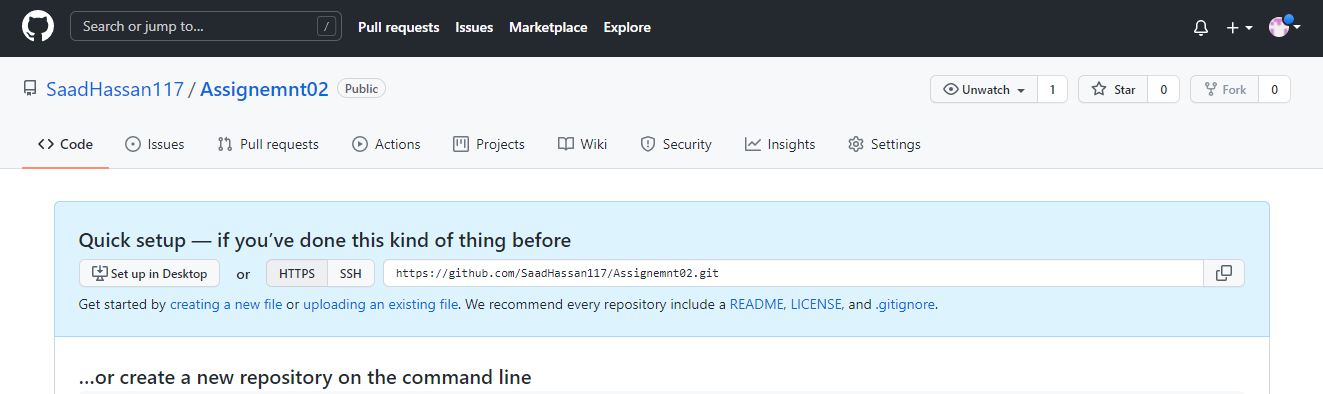 Search or jump to... / Pull requests Issues Marketplace Explore
SaadHassan117 / Assignemnt02 Public Unwatch 1 Star 0 Fork 0
Code Issues Pull requests Actions Projects Wiki Security Insights Settings
Quick setup — if you’ve done this kind of thing before
Set up in Desktop or HTTPS SSH https://github.com/SaadHassan117/Assignemnt02.git
Get started by creating a new file or uploading an existing file. We recommend every repository include a README, LICENSE, and .gitignore.
…or create a new repository on the command line